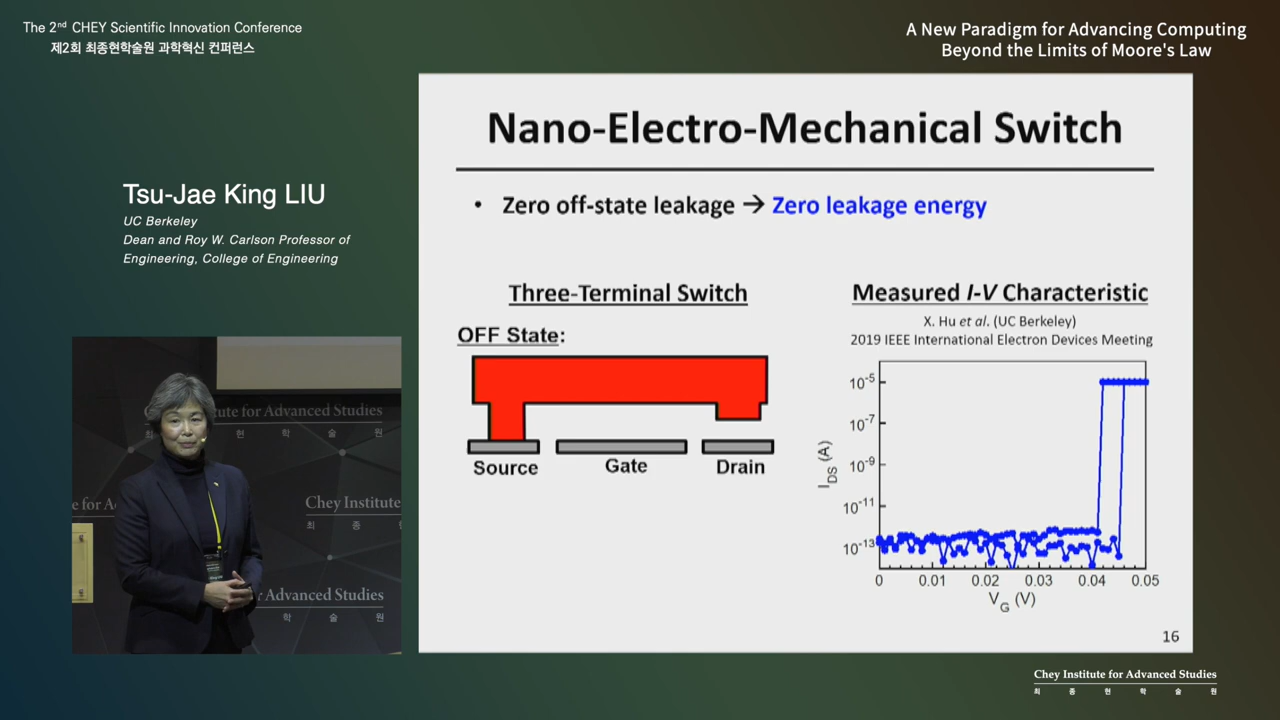 The 2nd CHEY Scientific Innovation Conference
제2회 최종현학술원 과학혁신 컨퍼런스
A New Paradigm for Advancing Computing
Beyond the Limits of Moore's Law
Tsu-Jae King LIU
UC Berkeley
Dean and Roy W. Carlson Professor of
Engineering, College of Engineering
Nano-Electro-Mechanical Switch
• Zero off-state leakage → Zero leakage energy
Three-Terminal Switch
OFF State:
Source Gate Drain
Measured I-V Characteristic
X. Hu et al. (UC Berkeley)
2019 IEEE International Electron Devices Meeting
10-5
10-7
10-9
10-11
10-13
IDS (A)
0 0.01 0.02 0.03 0.04 0.05
VG (V)
16
tute for Advanced Studies
최 현 학 술 원
e for A
Chey Institute
최 종
r Advanced Studies
학 술 원
Chey Institute for Advanced Studies
최 종 현 학 술 원